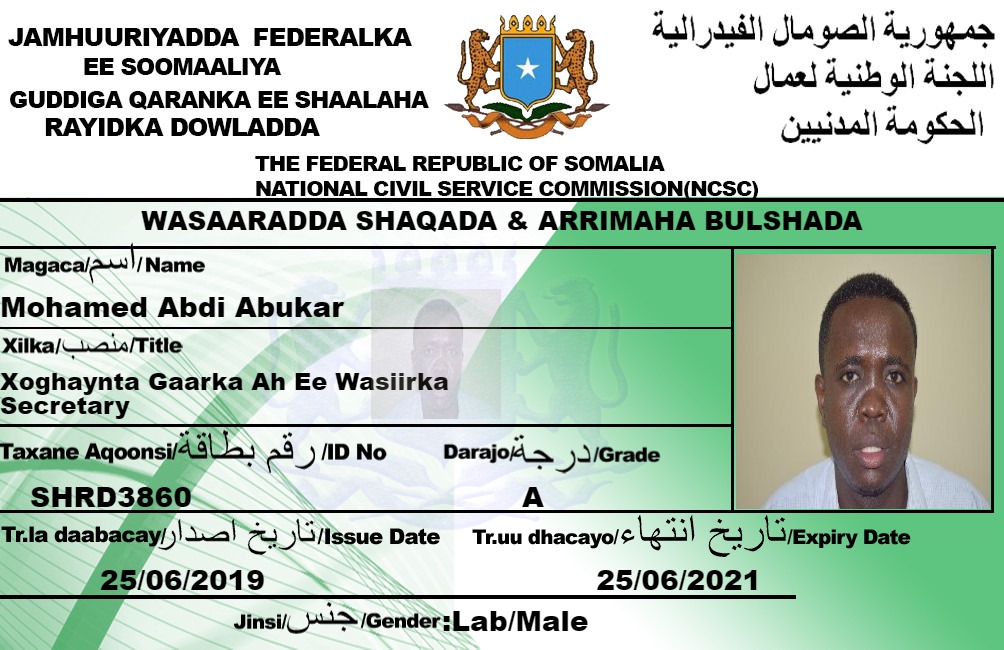 JAMHUURIYADDA FEDERALKA
EE SOOMAALIYA
GUDDIGA QARANKA EE SHAALAHA
RAYIDKA DOWLADDA
جمهورية الصومال الفيدرالية
اللجنة الوطنية لعمال
الحكومة المدنيين
THE FEDERAL REPUBLIC OF SOMALIA
NATIONAL CIVIL SERVICE COMMISSION(NCSC)
WASAARADDA SHAQADA & ARRIMAHA BULSHADA
Magaca/اسم/Name
Mohamed Abdi Abukar
Xilka/منصب/Title
Xoghaynta Gaarka Ah Ee Wasiirka
Secretary
Taxane Aqoonsi/رقم بطاقة/ID No
SHRD3860
Darajo/درجة/Grade
A
Tr.la daabacay/تاريخ اصدار/Issue Date
25/06/2019
Tr.uu dhacayo/تاريخ انتهاء/Expiry Date
25/06/2021
Jinsi/جنس/Gender:Lab/Male